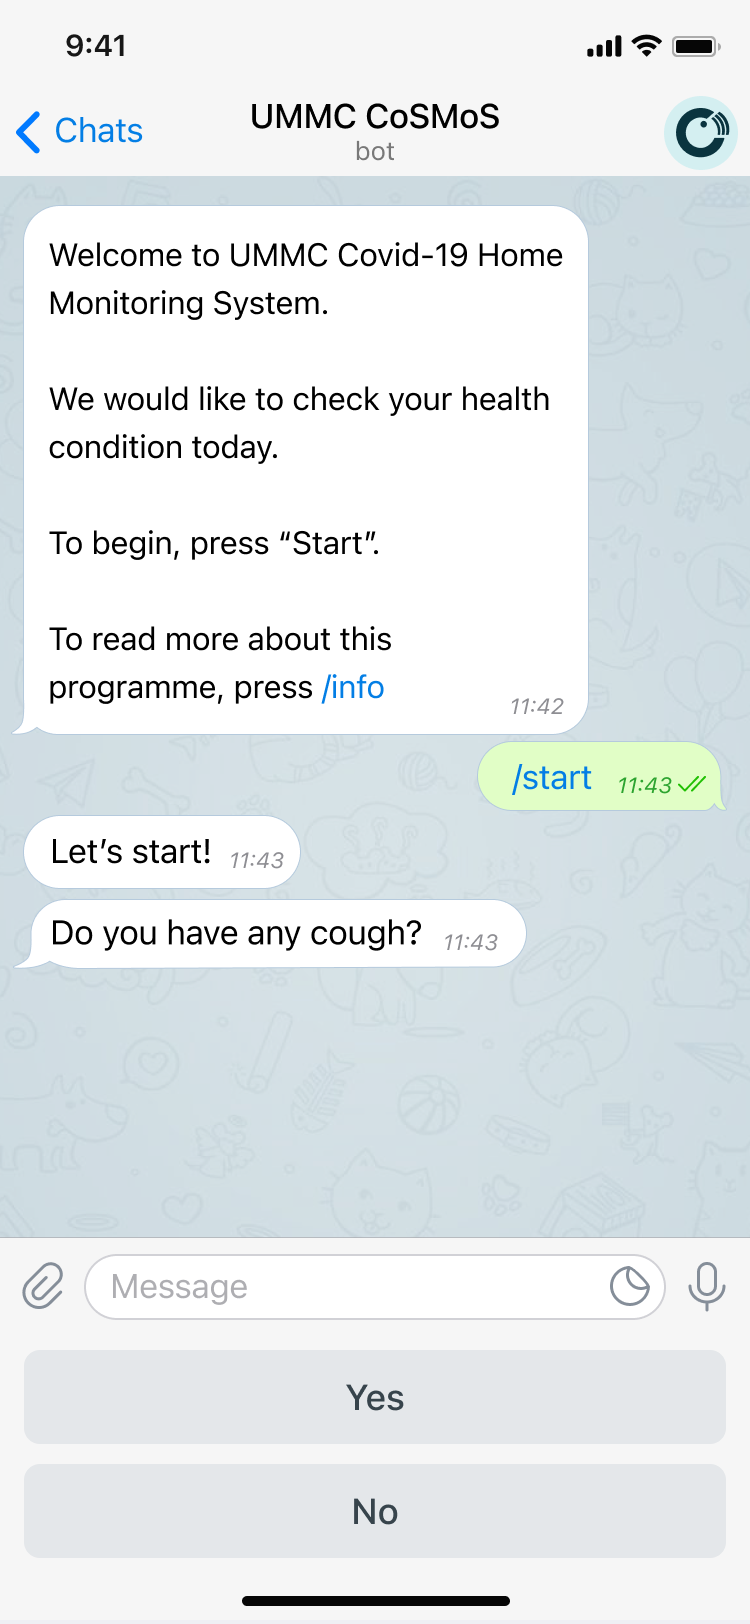 9:41
Chats
UMMC CoSMoS
bot
Welcome to UMMC Covid-19 Home
Monitoring System.
We would like to check your health
condition today.
To begin, press “Start”.
To read more about this
programme, press /info
11:42
/start 11:43
Let’s start! 11:43
Do you have any cough? 11:43
Message
Yes
No